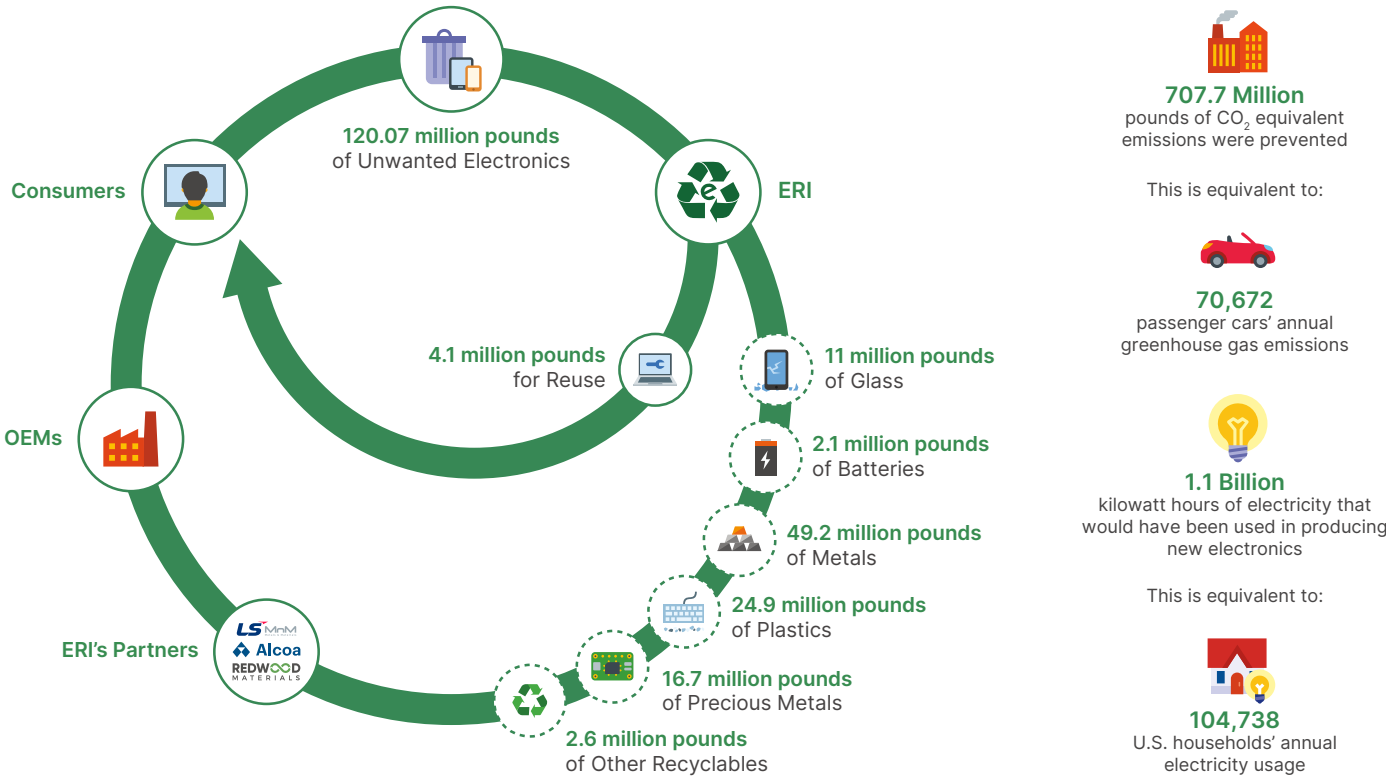 120.07 million pounds
of Unwanted Electronics
Consumers
e
ERI
4.1 million pounds
for Reuse
11 million pounds
of Glass
2.1 million pounds
of Batteries
OEMs
49.2 million pounds
of Metals
24.9 million pounds
of Plastics
ERI's Partners
LS MnM
Alcoa
REDWOOD
MATERIALS
16.7 million pounds
of Precious Metals
2.6 million pounds
of Other Recyclables
707.7 Million
pounds of CO₂ equivalent
emissions were prevented
This is equivalent to:
70,672
passenger cars' annual
greenhouse gas emissions
1.1 Billion
kilowatt hours of electricity that
would have been used in producing
new electronics
This is equivalent to:
104,738
U.S. households' annual
electricity usage